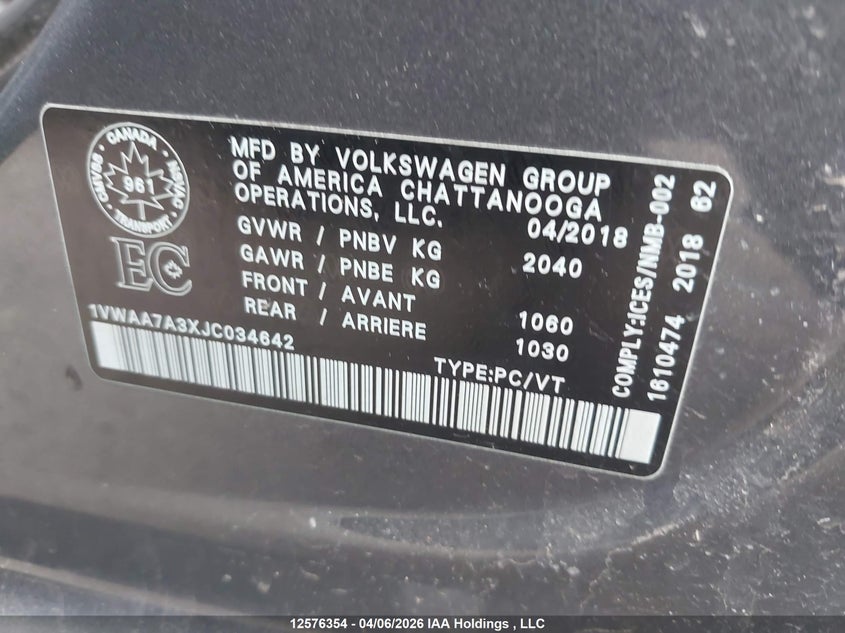 CANADA
CMVSS • NSVAC
961
TRANSPORT
EC
MFD BY VOLKSWAGEN GROUP
OF AMERICA CHATTANOOGA
OPERATIONS, LLC.
04/2018
GVWR / PNBV KG 2040
GAWR / PNBE KG
FRONT / AVANT 1060
REAR / ARRIERE 1030
1VWAA7A3XJC034642
TYPE:PC/VT
COMPLY:ICES/NMB-002
1610474 2018 62
12576354 - 04/06/2026 IAA Holdings , LLC